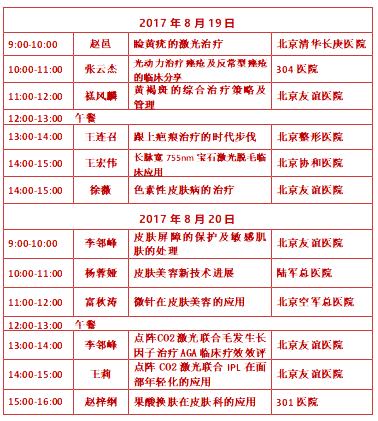 2017 年 8 月 19 日
9:00-10:00 赵邑 睑黄疣的激光治疗 北京清华长庚医院
10:00-11:00 张云杰 光动力治疗痤疮及反常型痤疮
的临床分享 304 医院
11:00-12:00 嵇凤麟 黄褐斑的综合治疗策略及
管理 北京友谊医院
12:00-13:00 午餐
13:00-14:00 王连召 跟上疤痕治疗的时代步伐 北京整形医院
14:00-15:00 王宏伟 长脉宽 755nm 宝石激光脱毛临
床应用 北京协和医院
14:00-15:00 徐薇 色素性皮肤病的治疗 北京友谊医院
2017 年 8 月 20 日
9:00-10:00 李邻峰 皮肤屏障的保护及敏感肌
肤的处理 北京友谊医院
10:00-11:00 杨蓉娅 皮肤美容新技术进展 陆军总医院
11:00-12:00 富秋涛 微针在皮肤美容的应用 北京空军总医院
12:00-13:00 午餐
13:00-14:00 李邻峰 点阵CO2 激光联合毛发生长
因子治疗 AGA 临床疗效评 北京友谊医院
14:00-15:00 王莉 点阵 CO2 激光联合 IPL 在面
部年轻化的应用 北京友谊医院
15:00-16:00 赵梓纲 果酸换肤在皮肤科的应用 301 医院